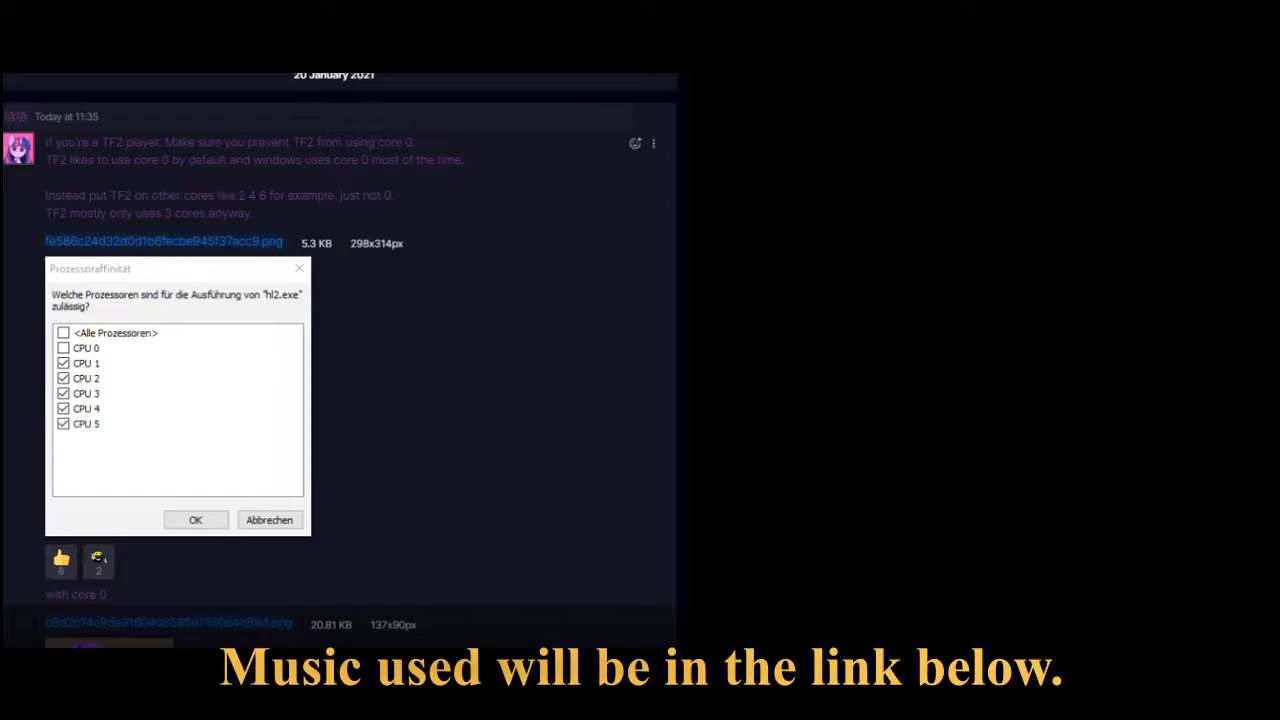 20 January 2021
Today at 11:35
If you're a TF2 player: Make sure you prevent TF2 from using core 0.
TF2 likes to use core 0 by default and windows uses core 0 most of the time.
Instead put TF2 on other cores like 2 4 6 for example, just not 0.
TF2 mostly only uses 3 cores anyway.
fe586c24d32d0d1b6fecbe945f37acc9.png 5.3 KB 298x314px
Prozessoraffinität
Welche Prozessoren sind für die Ausführung von "hl2.exe"
zulässig?
<Alle Prozessoren>
CPU 0
CPU 1
CPU 2
CPU 3
CPU 4
CPU 5
OK Abbrechen
6 2
with core 0
20.81 KB 137x90px
Music used will be in the link below.